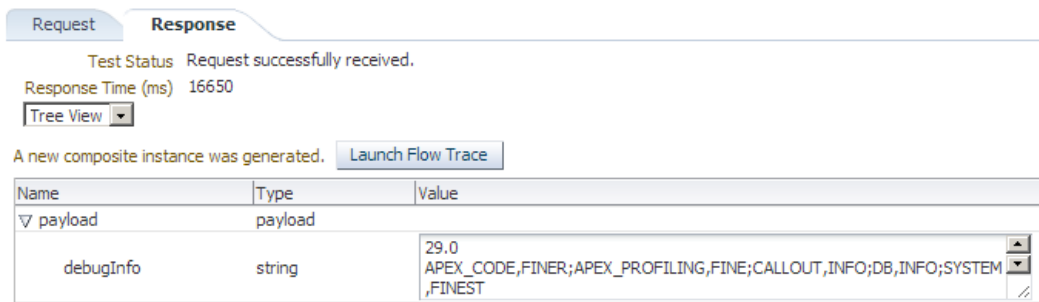 Request Response
Test Status Request successfully received.
Response Time (ms) 16650
Tree View
A new composite instance was generated. Launch Flow Trace
Name Type Value
payload payload
debugInfo string 29.0
APEX_CODE,FINER;APEX_PROFILING,FINE;CALLOUT,INFO;DB,INFO;SYSTEM
,FINEST